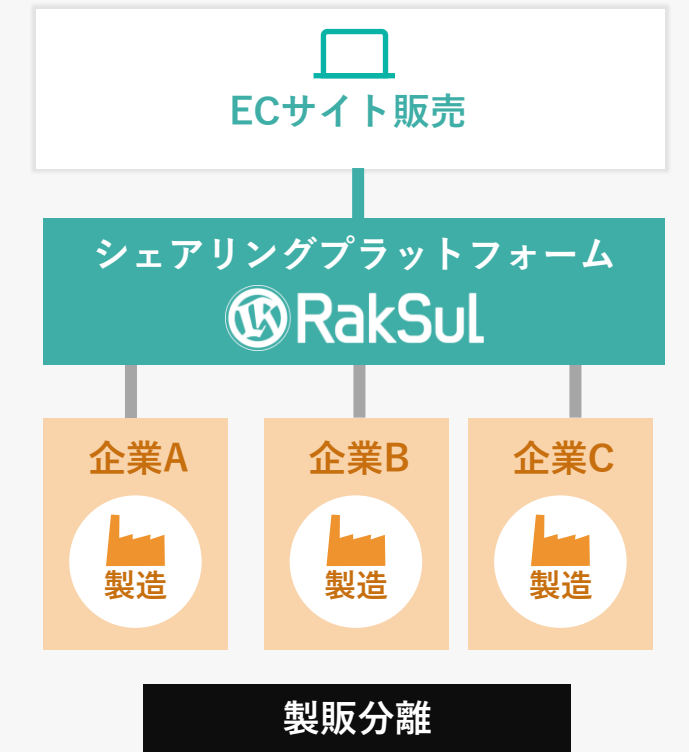 ECサイト販売
シェアリングプラットフォーム
RakSul
企業A
企業B
企業C
製造
製造
製造
製販分離